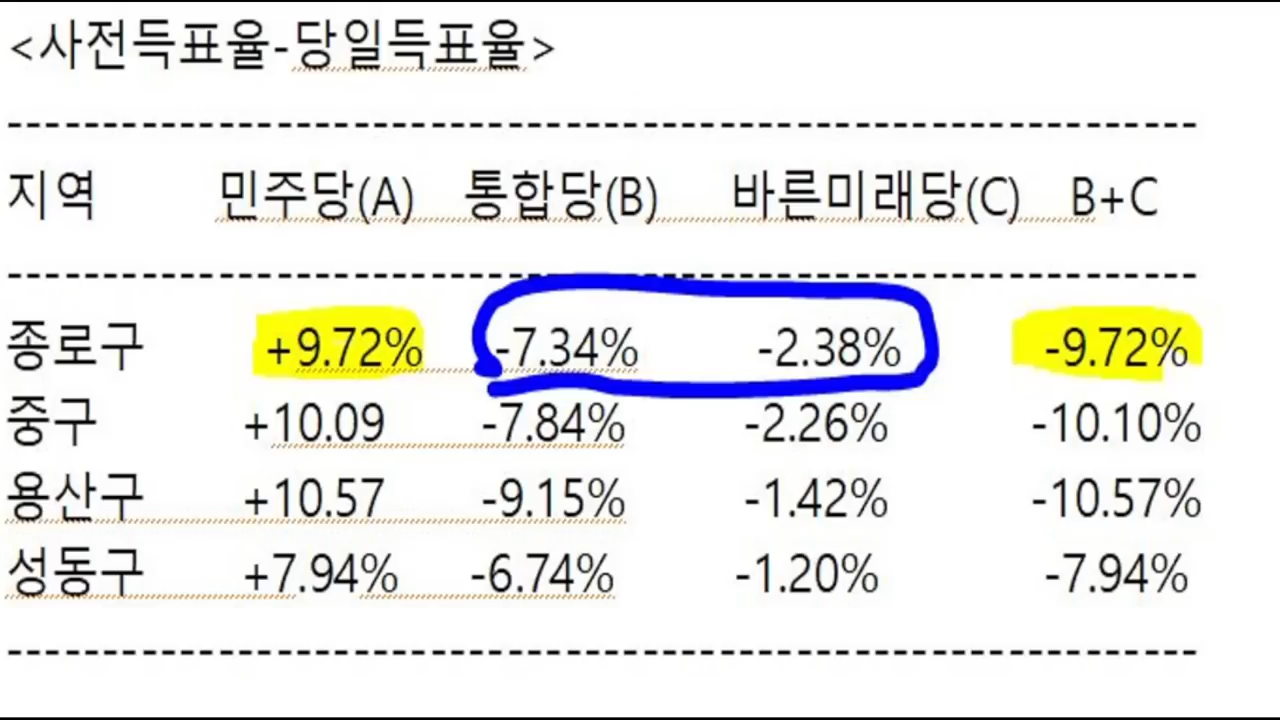 <사전득표율-당일득표율>
지역 민주당(A) 통합당(B) 바른미래당(C) B+C
종로구 +9.72% -7.34% -2.38% -9.72%
중구 +10.09 -7.84% -2.26% -10.10%
용산구 +10.57 -9.15% -1.42% -10.57%
성동구 +7.94% -6.74% -1.20% -7.94%